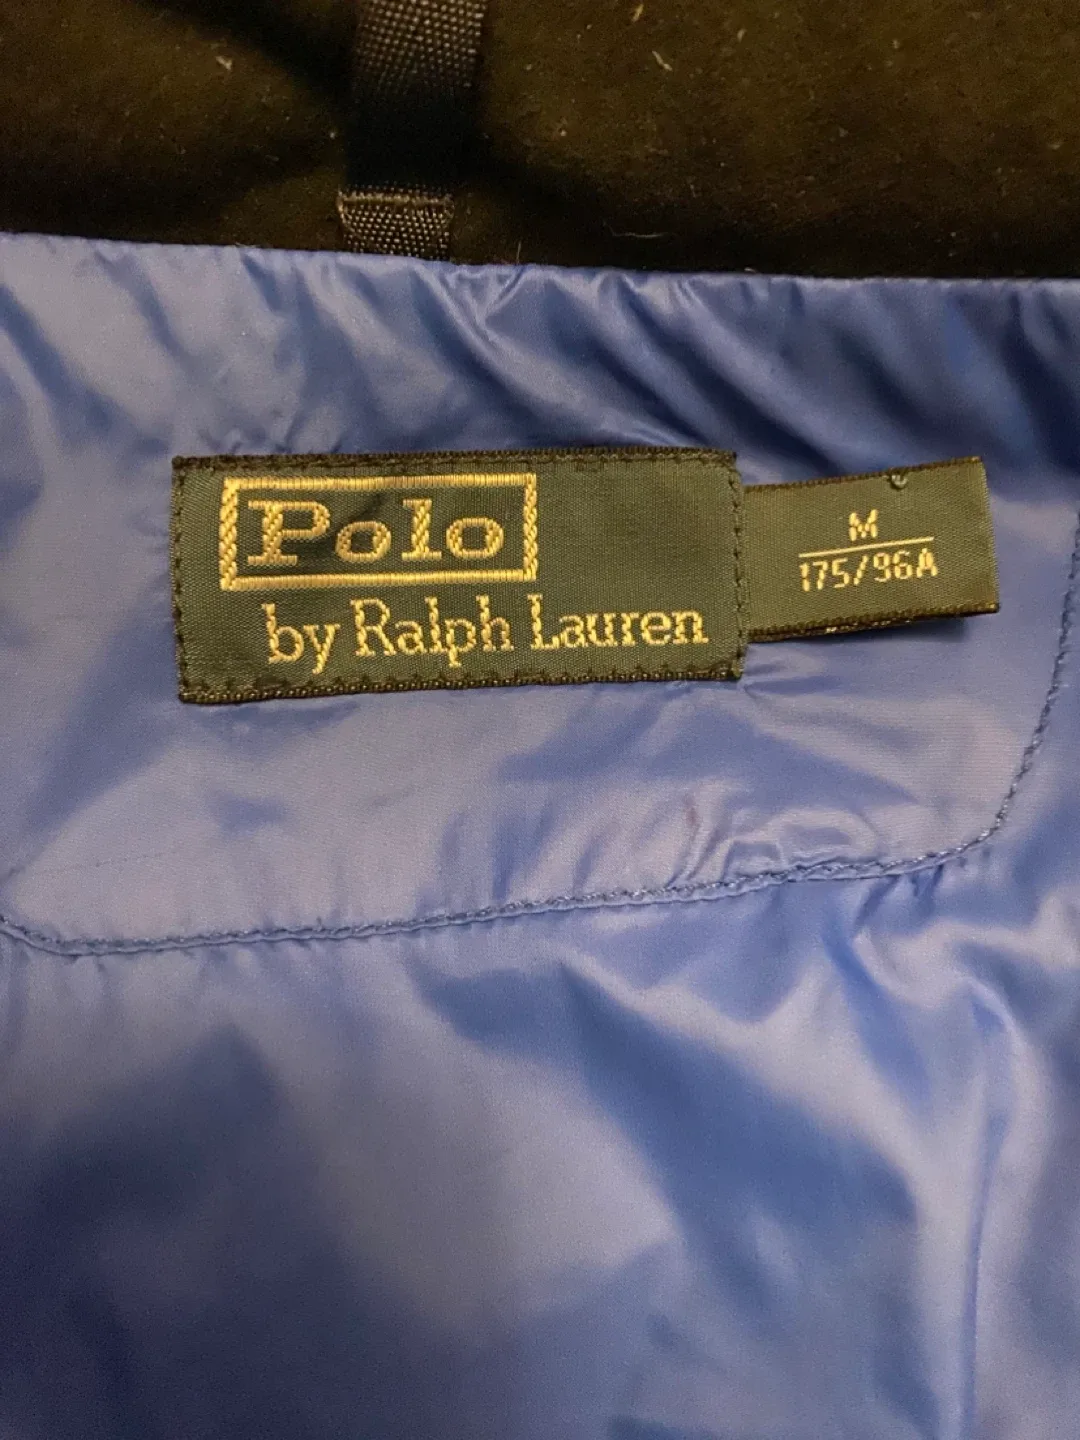 Polo
by Ralph Lauren
M
175/96A